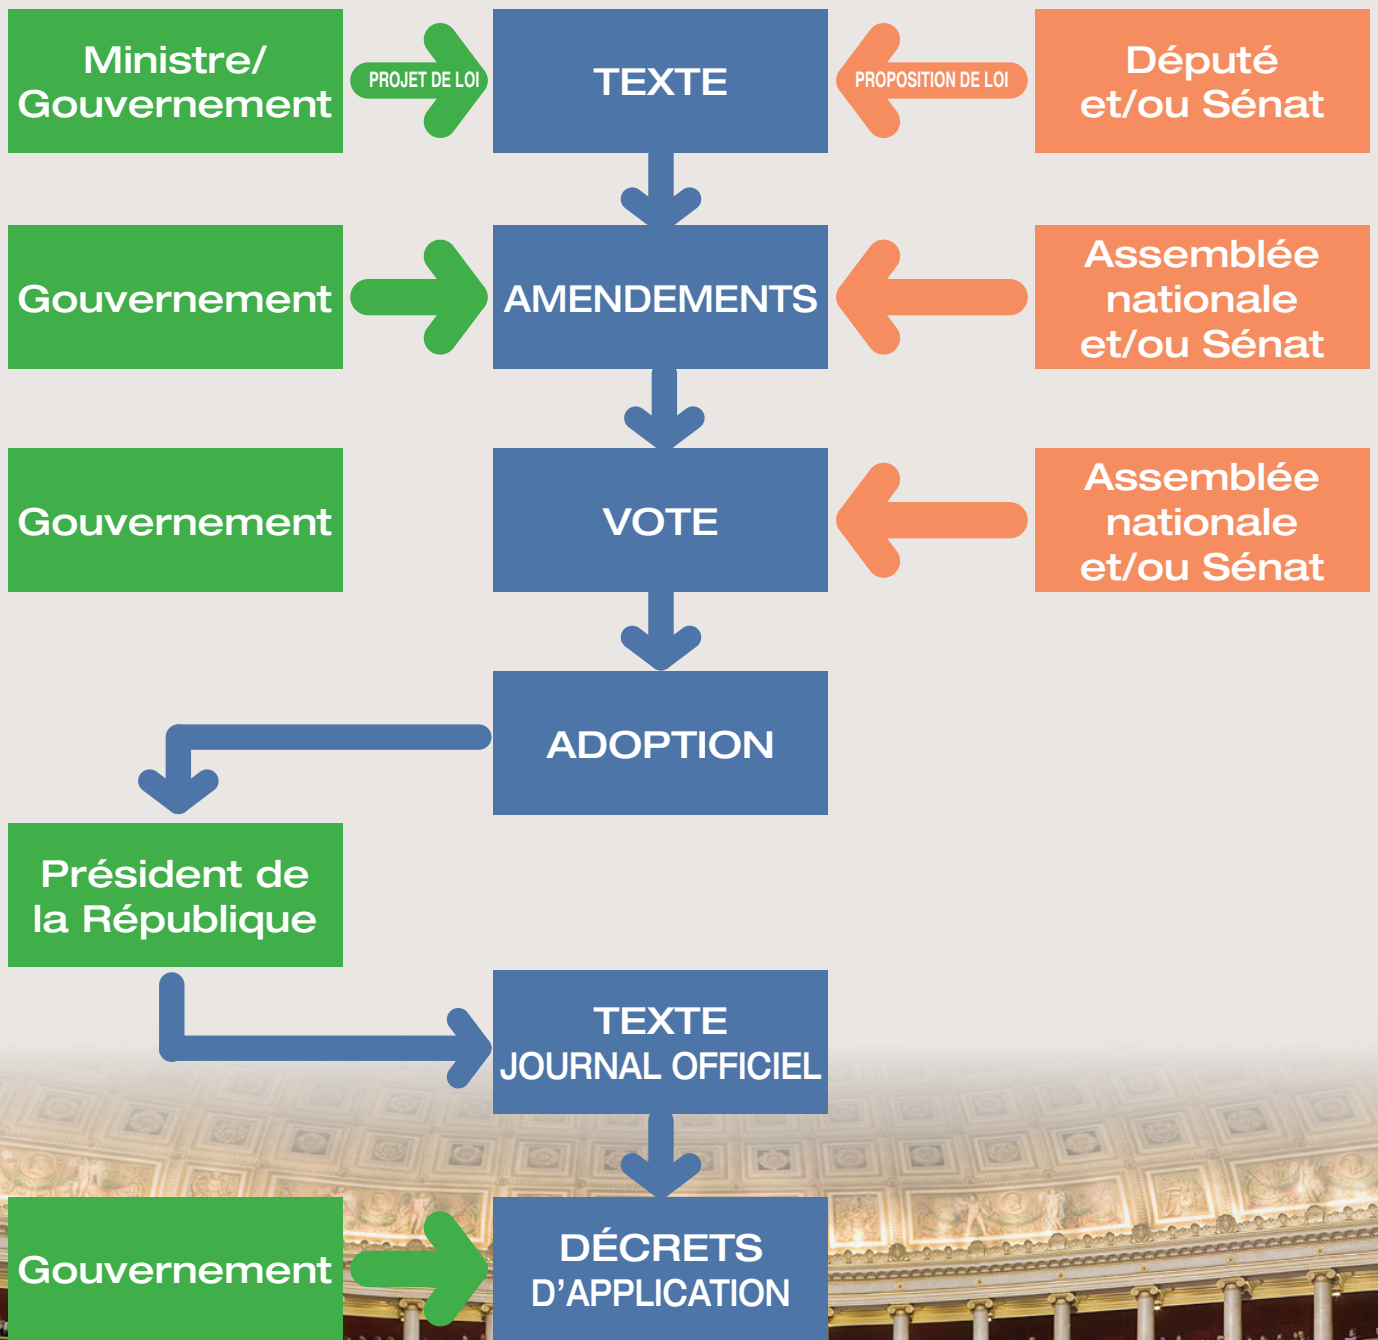 Ministre/
Gouvernement
PROJET DE LOI
TEXTE
PROPOSITION DE LOI
Député
et/ou Sénat
Gouvernement
AMENDEMENTS
Assemblée
nationale
et/ou Sénat
Gouvernement
VOTE
Assemblée
nationale
et/ou Sénat
ADOPTION
Président de
la République
TEXTE
JOURNAL OFFICIEL
Gouvernement
DÉCRETS
D’APPLICATION